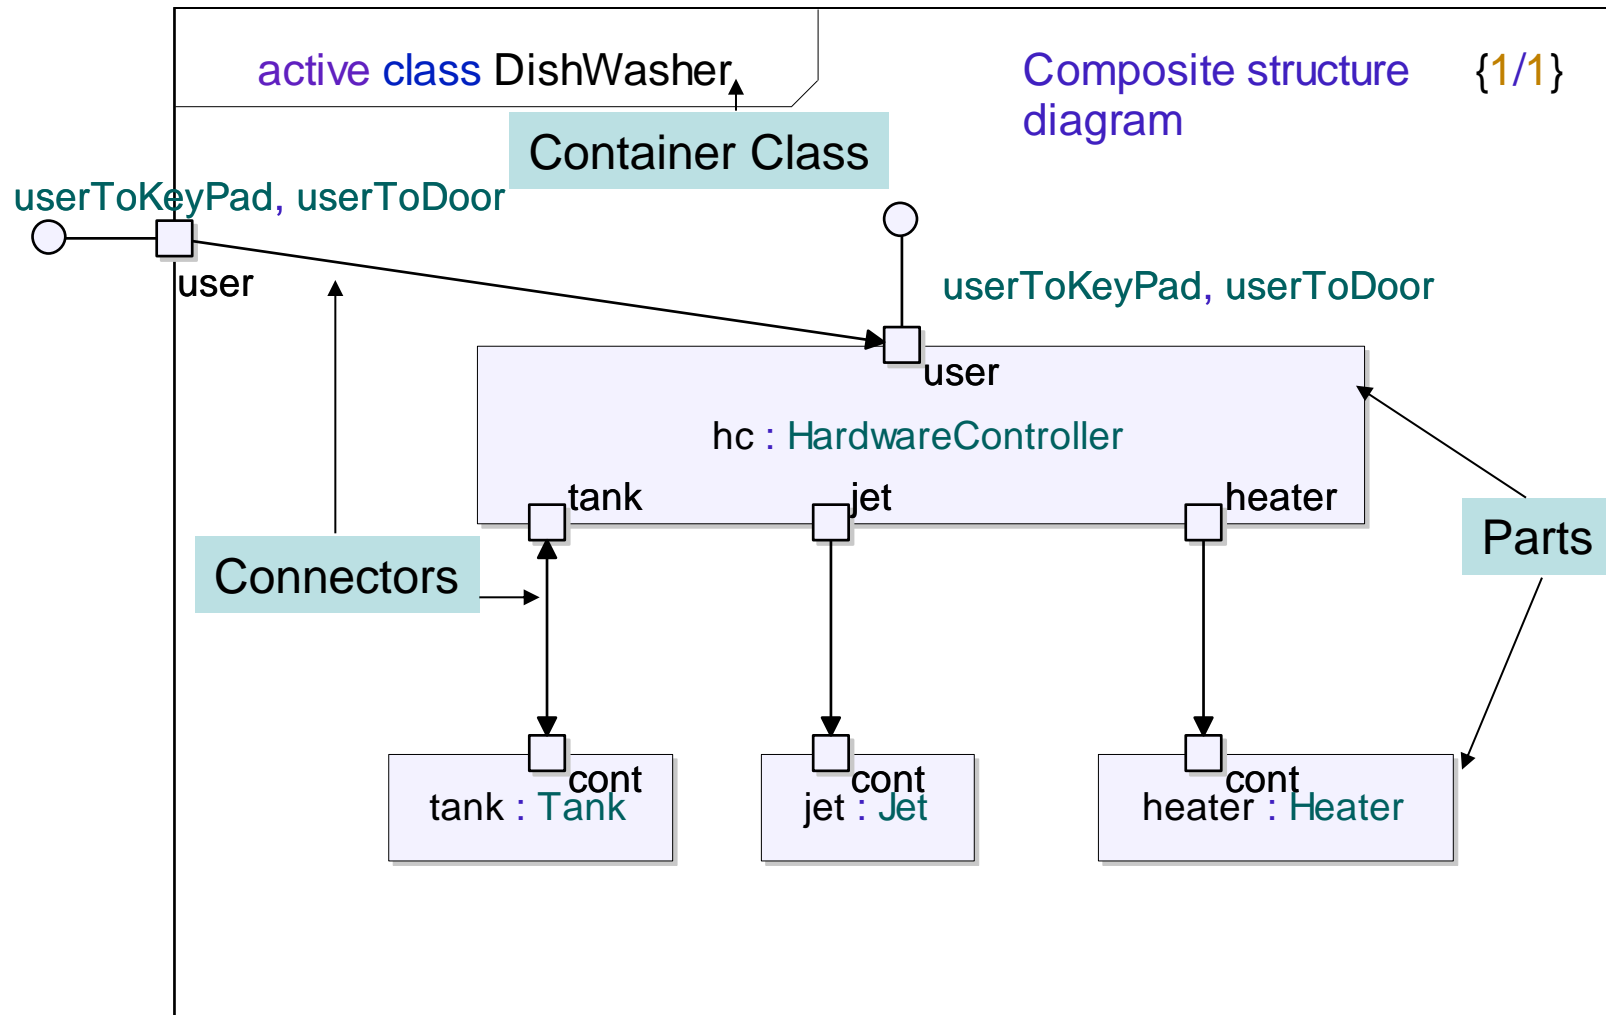 active class DishWasher
Composite structure
diagram
{1/1}
Container Class
userToKeyPad, userToDoor
user
userToKeyPad, userToDoor
user
hc : HardwareController
tank
jet
heater
Parts
Connectors
cont
cont
cont
tank : Tank
jet : Jet
heater : Heater